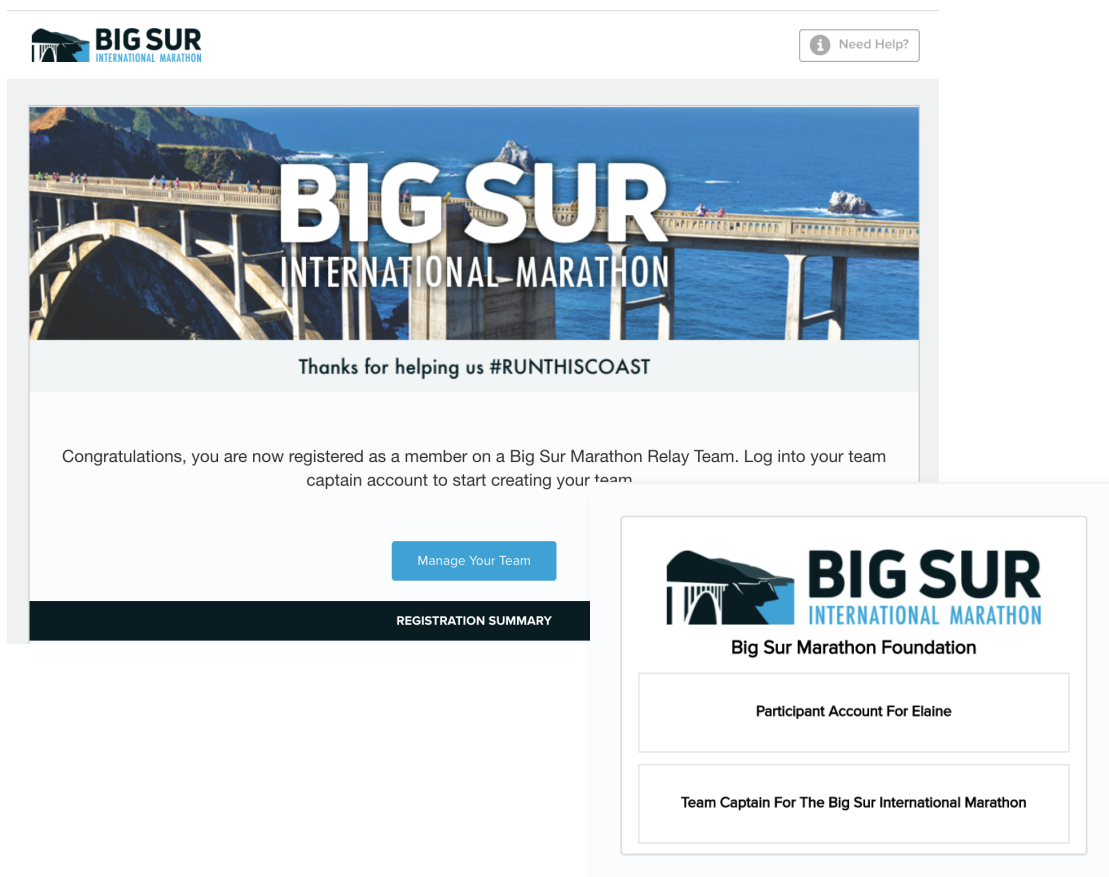 BIG SUR
INTERNATIONAL MARATHON
Need Help?
BIG SUR
INTERNATIONAL MARATHON
Thanks for helping us #RUNTHISCOAST
Congratulations, you are now registered as a member on a Big Sur Marathon Relay Team. Log into your team
captain account to start creating your team
Manage Your Team
REGISTRATION SUMMARY
BIG SUR
INTERNATIONAL MARATHON
Big Sur Marathon Foundation
Participant Account For Elaine
Team Captain For The Big Sur International Marathon